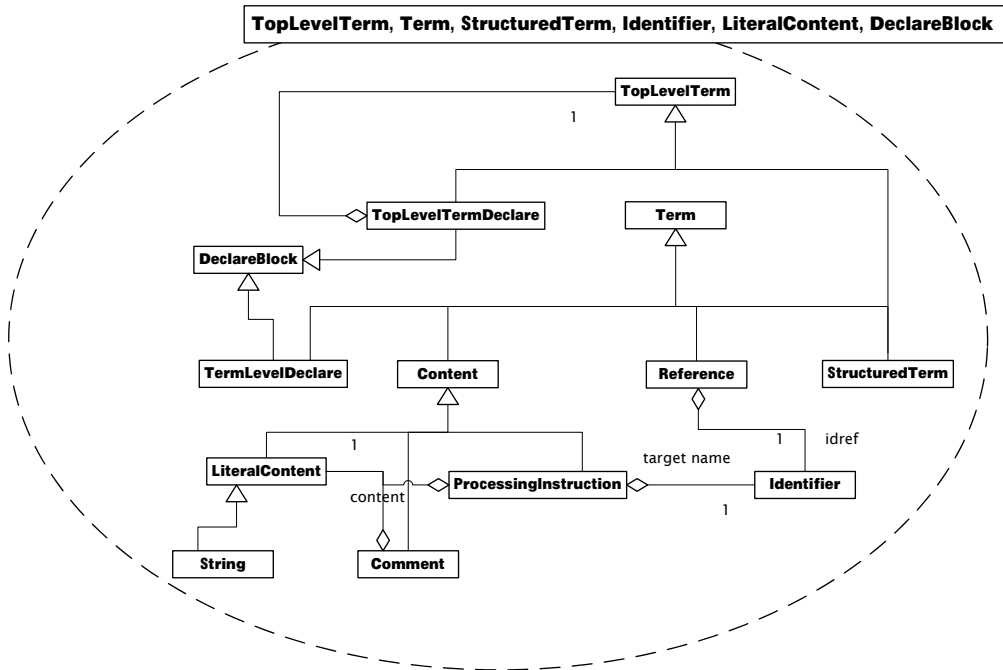 TopLevelTerm, Term, StructuredTerm, Identifier, LiteralContent, DeclareBlock
TopLevelTerm
1
TopLevelTermDeclare
Term
DeclareBlock
TermLevelDeclare
Content
Reference
StructuredTerm
1
1
idref
target name
LiteralContent
ProcessingInstruction
Identifier
content
1
String
Comment